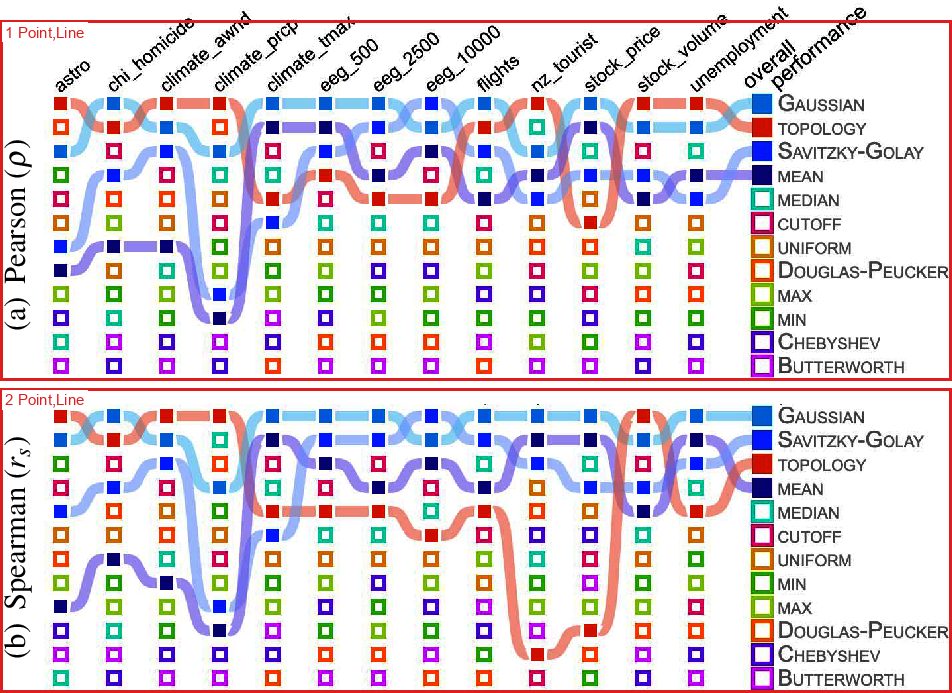 1 Point,Line
astro
chi_homicide
climate_awnd
climate_prcp
climate_tmax
eeg_500
eeg_2500
eeg_10000
flights
nz_tourist
stock_price
stock_volume
unemployment
overall
performance
(a) Pearson (ρ)
GAUSSIAN
TOPOLOGY
SAVITZKY-GOLAY
MEAN
MEDIAN
CUTOFF
UNIFORM
DOUGLAS-PEUCKER
MAX
MIN
CHEBYSHEV
BUTTERWORTH
2 Point,Line
(b) Spearman (rs)
GAUSSIAN
SAVITZKY-GOLAY
TOPOLOGY
MEAN
MEDIAN
CUTOFF
UNIFORM
MIN
MAX
DOUGLAS-PEUCKER
CHEBYSHEV
BUTTERWORTH